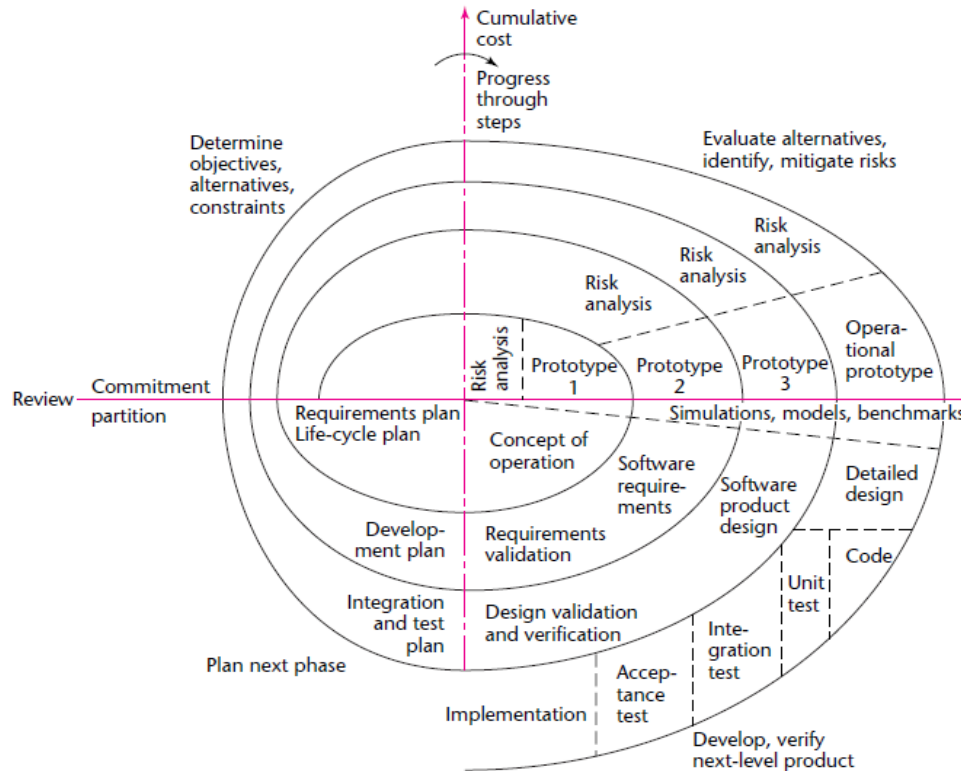 Cumulative
cost
Progress
through
steps
Determine
objectives,
alternatives,
constraints
Evaluate alternatives,
identify, mitigate risks
Risk
analysis
Risk
analysis
Risk
analysis
Risk
analysis
Prototype
1
Prototype
2
Prototype
3
Opera-
tional
prototype
Review
Commitment
partition
Requirements plan
Life-cycle plan
Simulations, models, benchmarks
Concept of
operation
Software
require-
ments
Software
product
design
Detailed
design
Develop-
ment plan
Requirements
validation
Code
Unit
test
Integration
and test
plan
Design validation
and verification
Inte-
gration
test
Plan next phase
Accep-
tance
test
Implementation
Develop, verify
next-level product